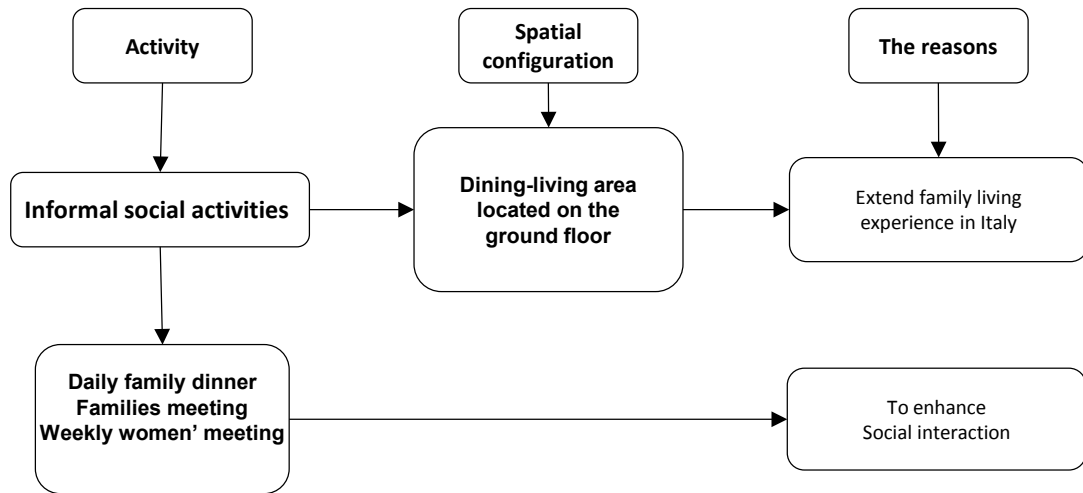 Activity
Spatial
configuration
The reasons
Informal social activities
Dining-living area
located on the
ground floor
Extend family living
experience in Italy
Daily family dinner
Families meeting
Weekly women’ meeting
To enhance
Social interaction